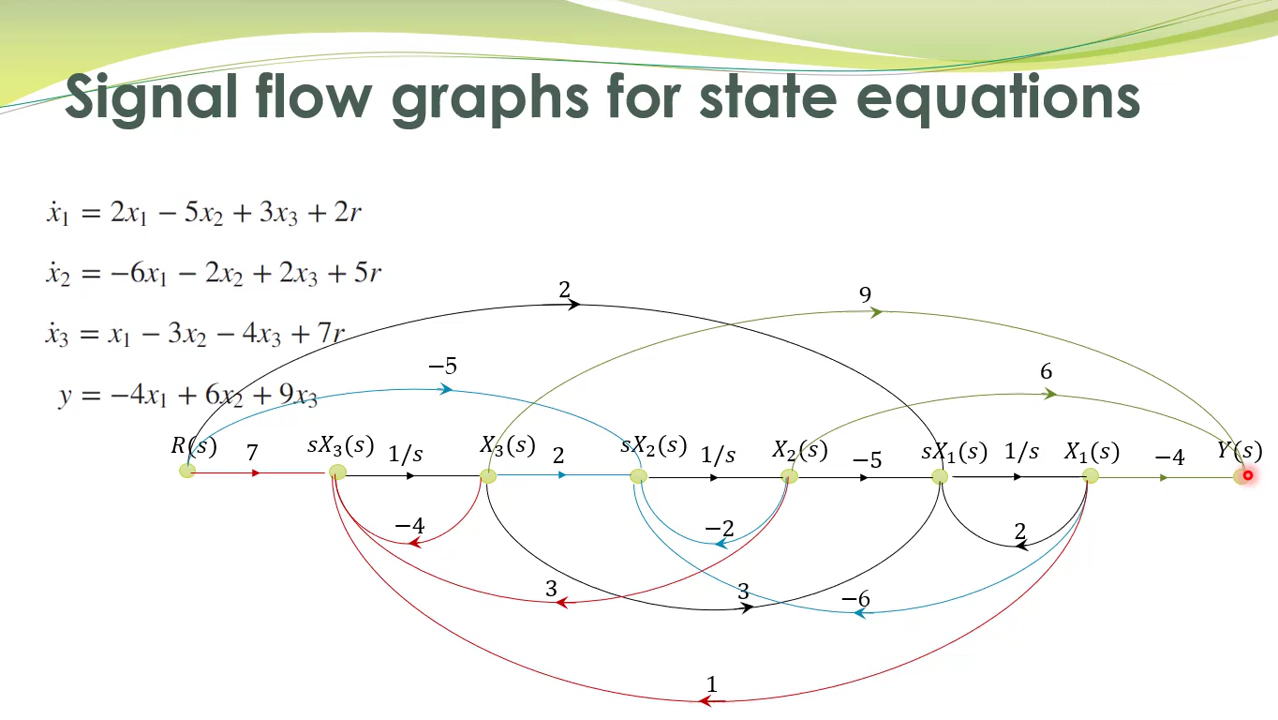 Signal flow graphs for state equations
ẋ₁ = 2x₁ − 5x₂ + 3x₃ + 2r
ẋ₂ = −6x₁ − 2x₂ + 2x₃ + 5r
ẋ₃ = x₁ − 3x₂ − 4x₃ + 7r
y = −4x₁ + 6x₂ + 9x₃
2
9
−5
6
R(s) 7 sX₃(s) 1/s X₃(s) 2 sX₂(s) 1/s X₂(s) −5 sX₁(s) 1/s X₁(s) −4 Y(s)
−4
−2
2
3
3
−6
1